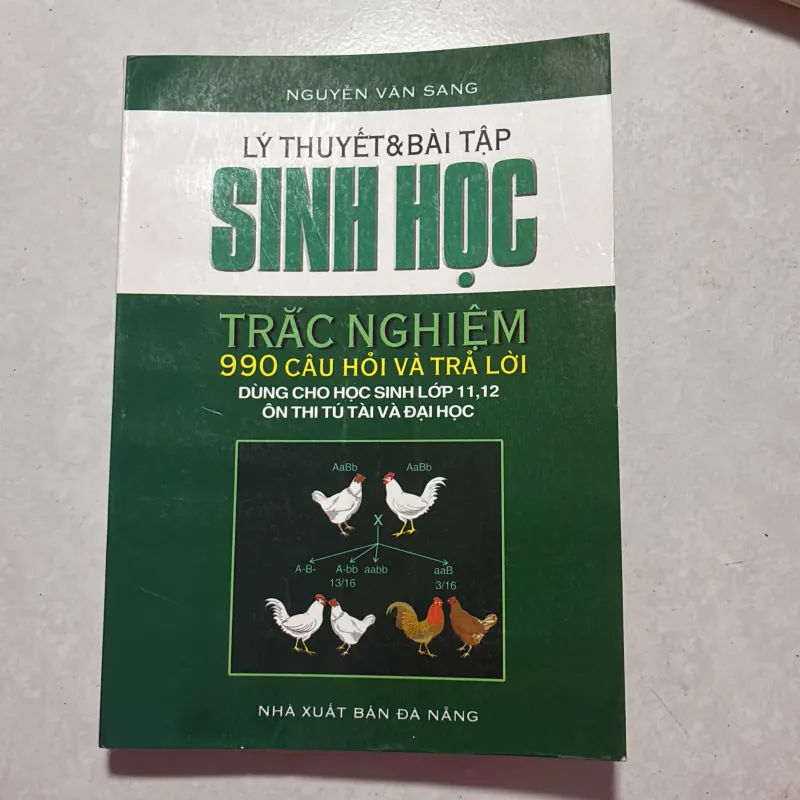 NGUYỄN VĂN SANG
LÝ THUYẾT & BÀI TẬP
SINH HỌC
TRẮC NGHIỆM
990 CÂU HỎI VÀ TRẢ LỜI
DÙNG CHO HỌC SINH LỚP 11,12
ÔN THI TÚ TÀI VÀ ĐẠI HỌC
AaBb AaBb
X
A-B- A-bb aabb aaB
13/16 3/16
NHÀ XUẤT BẢN ĐÀ NẴNG